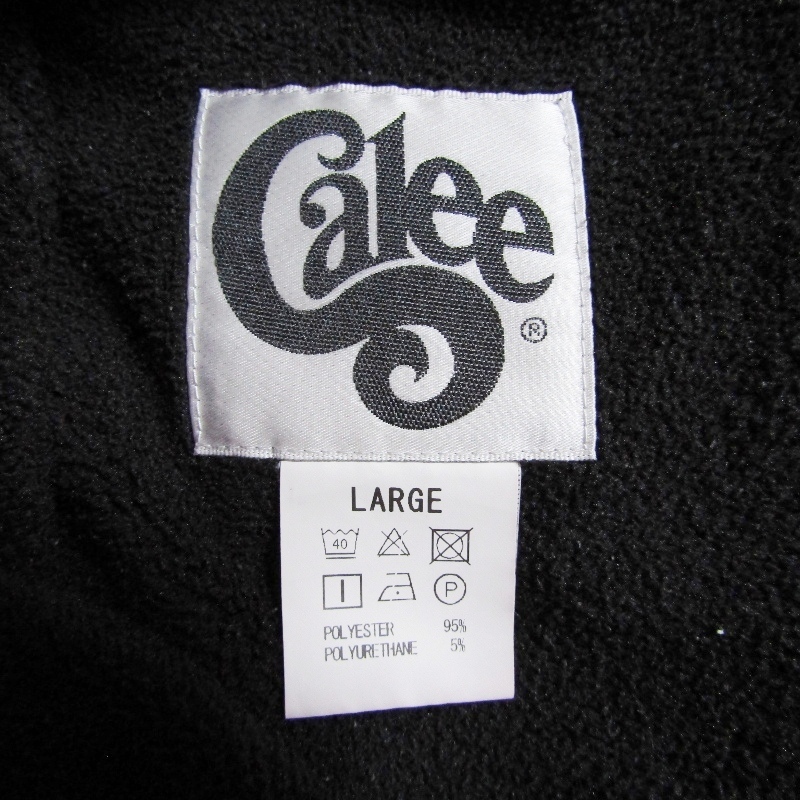 Calee
®
LARGE
40
P
POLYESTER 95%
POLYURETHANE 5%